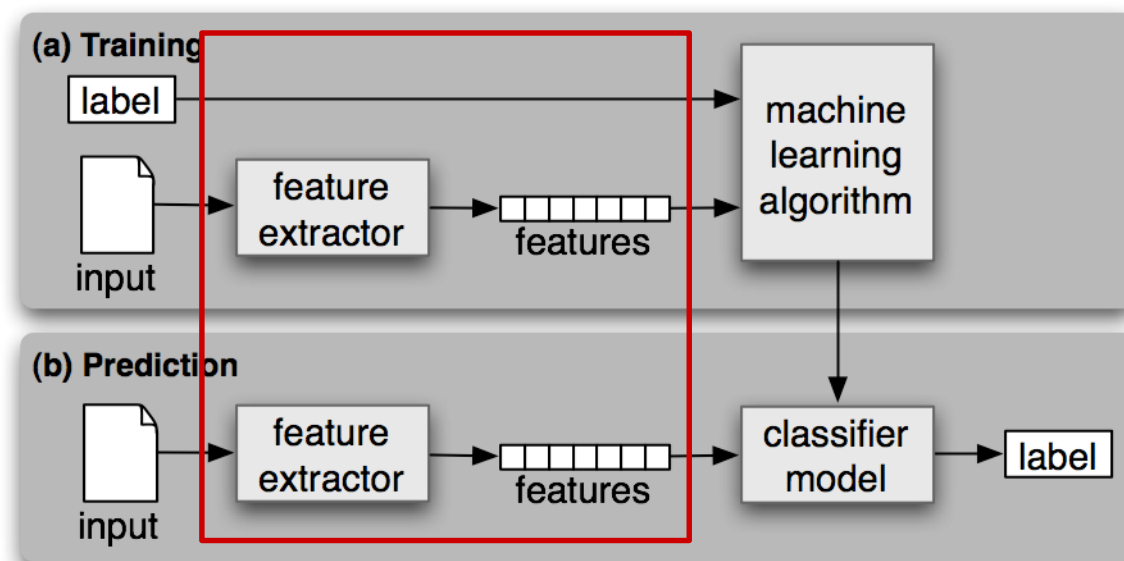 (a) Training
label
input
feature
extractor
features
machine
learning
algorithm
(b) Prediction
input
feature
extractor
features
classifier
model
label